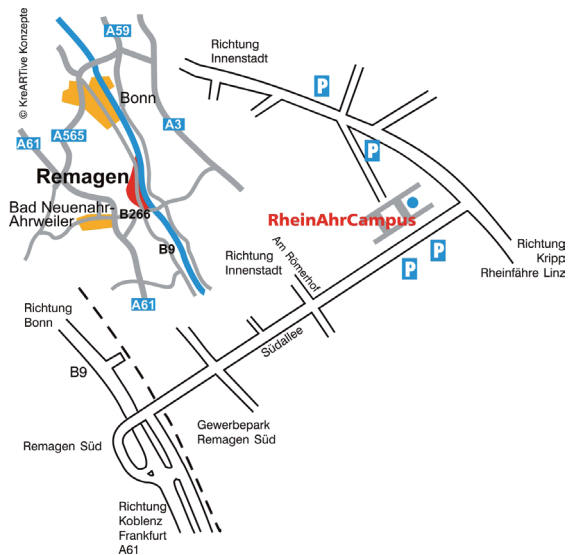 © KreARTive Konzepte
A59
Bonn
A565
A61
A3
Remagen
Bad Neuenahr-
Ahrweiler
B266
B9
A61
Richtung
Innenstadt
P
P
RheinAhrCampus
P
P
Richtung
Kripp
Rheinfähre Linz
Richtung
Innenstadt
Am Römerhof
Südallee
Richtung
Bonn
B9
Gewerbepark
Remagen Süd
Remagen Süd
Richtung
Koblenz
Frankfurt
A61